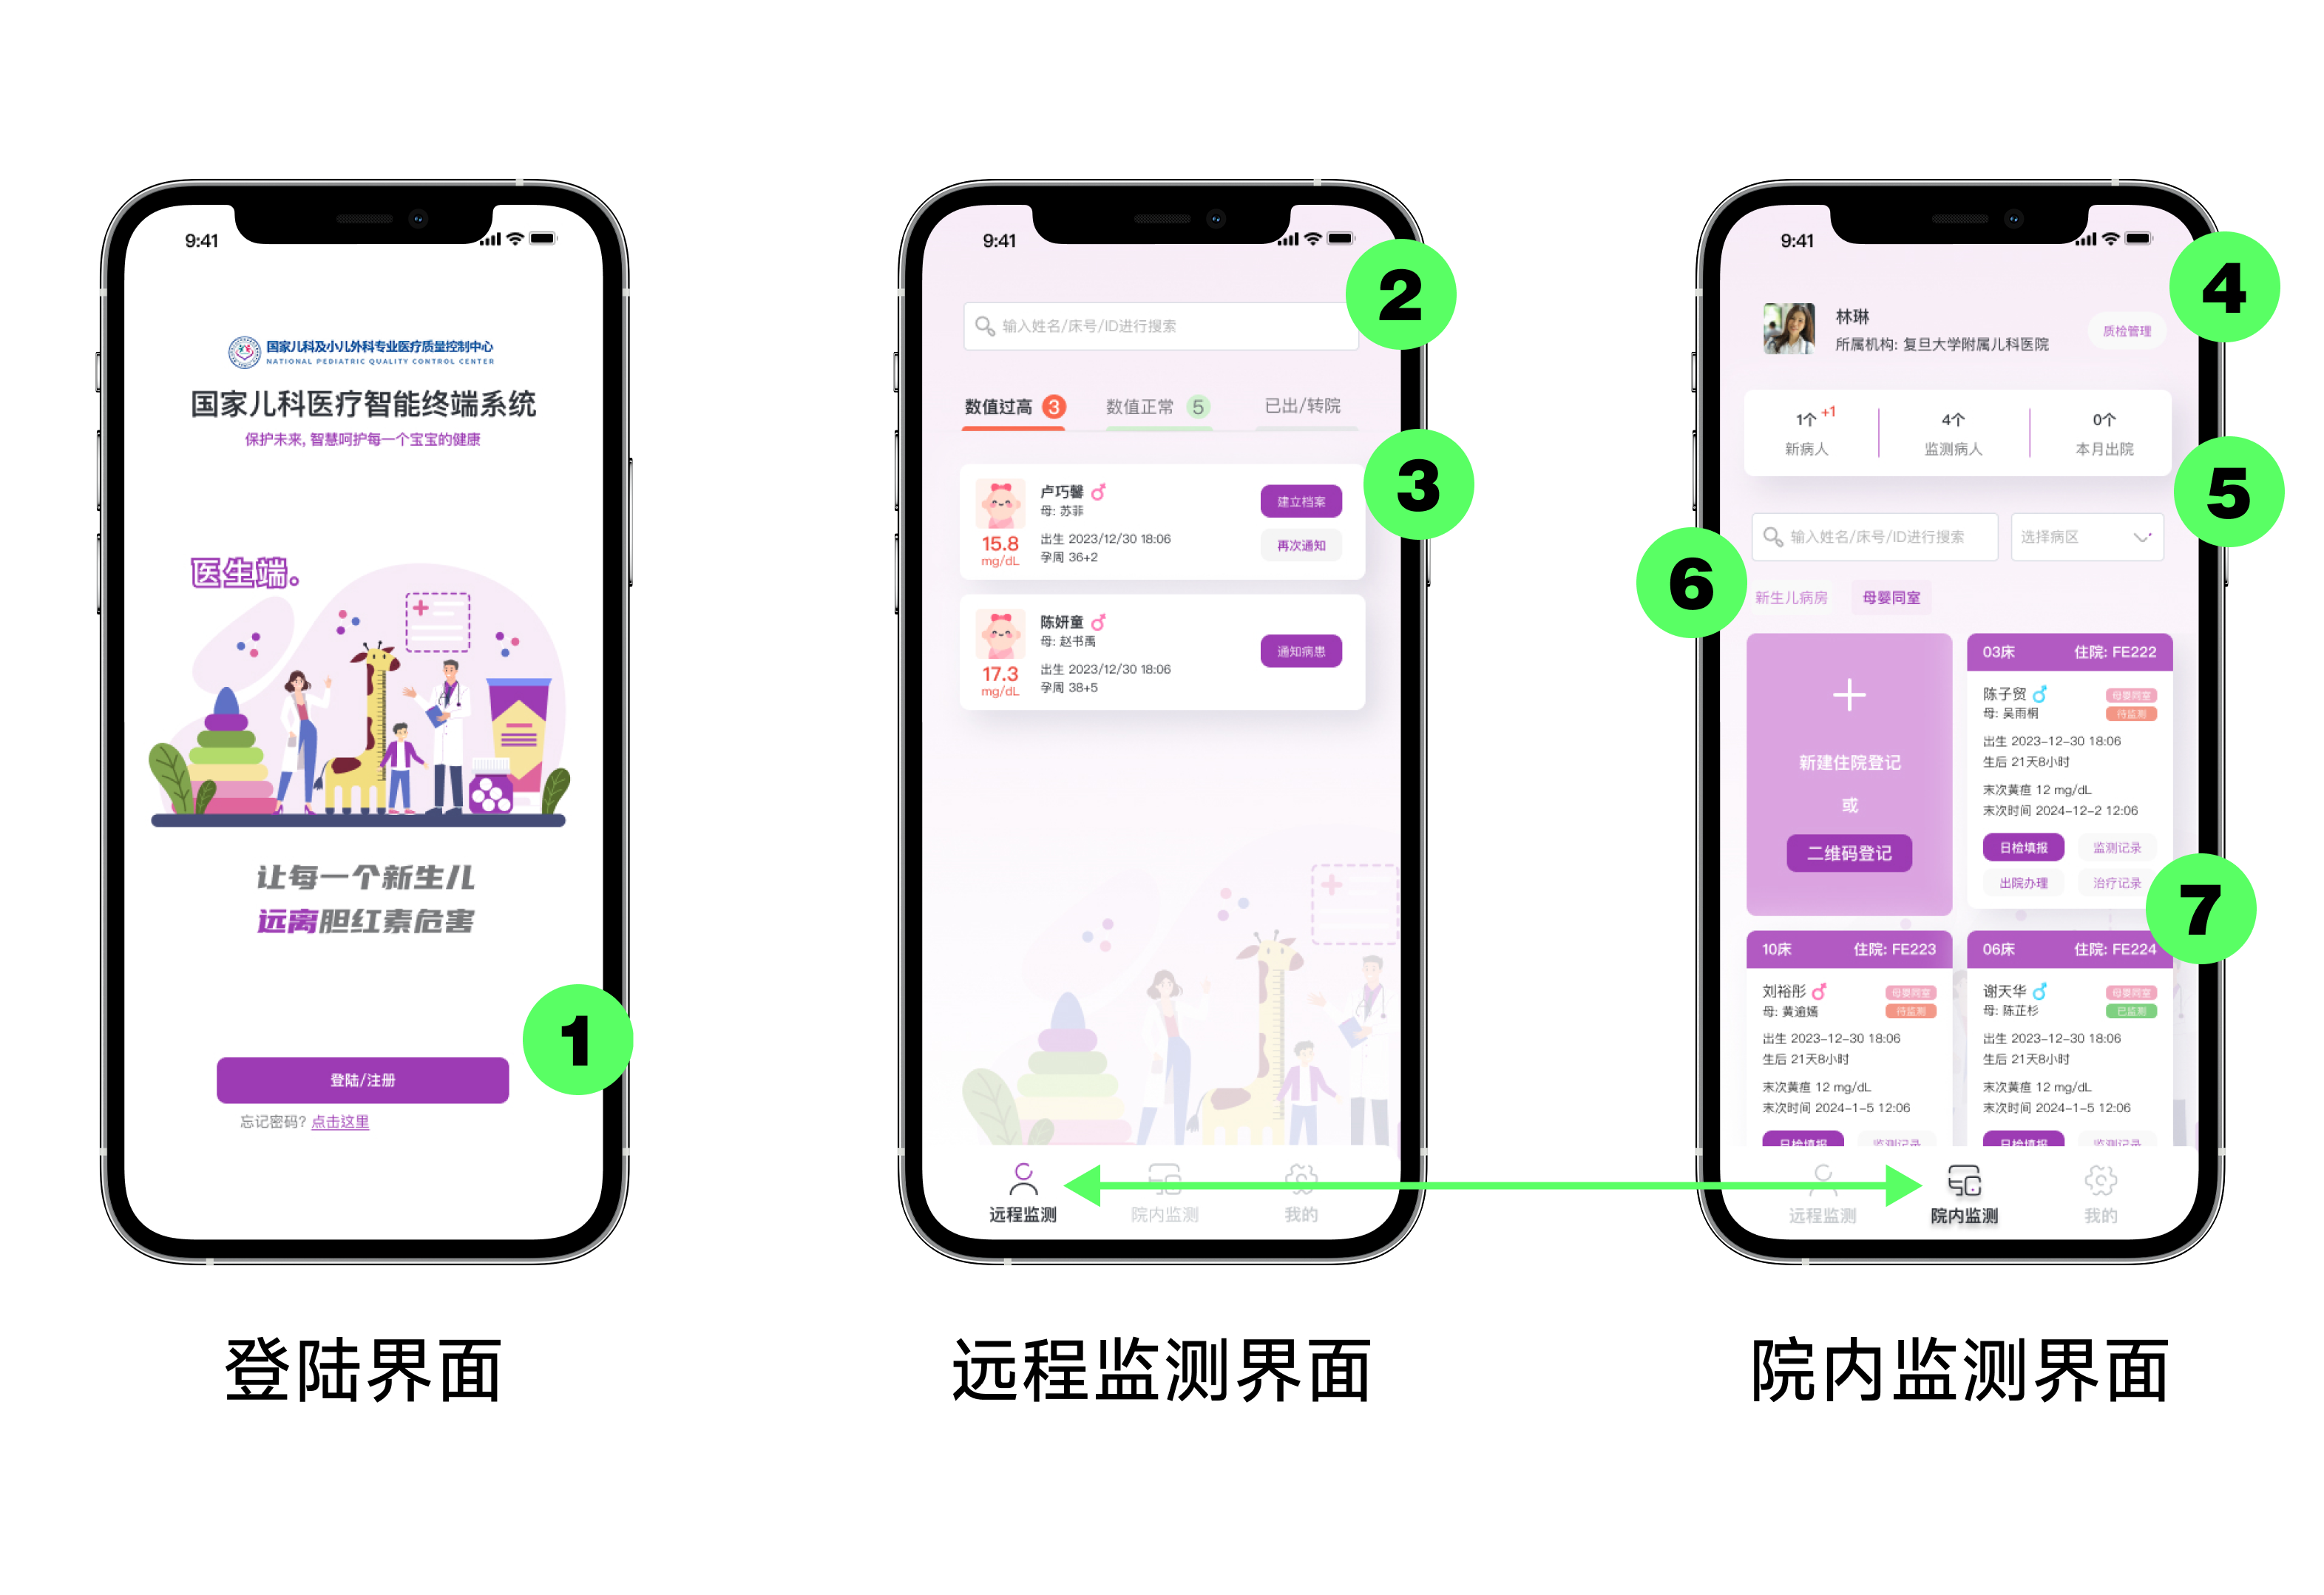 9:41
国家儿科及小儿外科专业医疗质量控制中心
NATIONAL PEDIATRIC QUALITY CONTROL CENTER
国家儿科医疗智能终端系统
保护未来, 智慧呵护每一个宝宝的健康
医生端.
让每一个新生儿
远离胆红素危害
1
登陆/注册
忘记密码? 点击这里
登陆界面
9:41
2
输入姓名/床号/ID进行搜索
数值过高 3 数值正常 5 已出/转院
3
卢巧馨
母: 苏菲
建立档案
15.8
mg/dL
出生 2023/12/30 18:06
孕周 36+2
再次通知
陈妍童
母: 赵书禹
17.3
mg/dL
出生 2023/12/30 18:06
孕周 38+5
通知病患
远程监测 院内监测 我的
远程监测界面
9:41
4
林琳
所属机构: 复旦大学附属儿科医院
质检管理
1个 +1 4个 0个
新病人 监测病人 本月出院
5
输入姓名/床号/ID进行搜索 选择病区
6
新生儿病房 母婴同室
新建住院登记
或
二维码登记
03床 住院: FE222
陈子贸 母婴同室
母: 吴雨桐 待监测
出生 2023-12-30 18:06
生后 21天8小时
末次黄疸 12 mg/dL
末次时间 2024-12-2 12:06
日检填报 监测记录
出院办理 治疗记录
7
10床 住院: FE223
刘裕彤 母婴同室
母: 黄逾嫣 待监测
出生 2023-12-30 18:06
生后 21天8小时
末次黄疸 12 mg/dL
末次时间 2024-1-5 12:06
日检填报 监测记录
06床 住院: FE224
谢天华 母婴同室
母: 陈芷杉 已监测
出生 2023-12-30 18:06
生后 21天8小时
末次黄疸 12 mg/dL
末次时间 2024-1-5 12:06
日检填报 监测记录
远程监测 院内监测 我的
院内监测界面